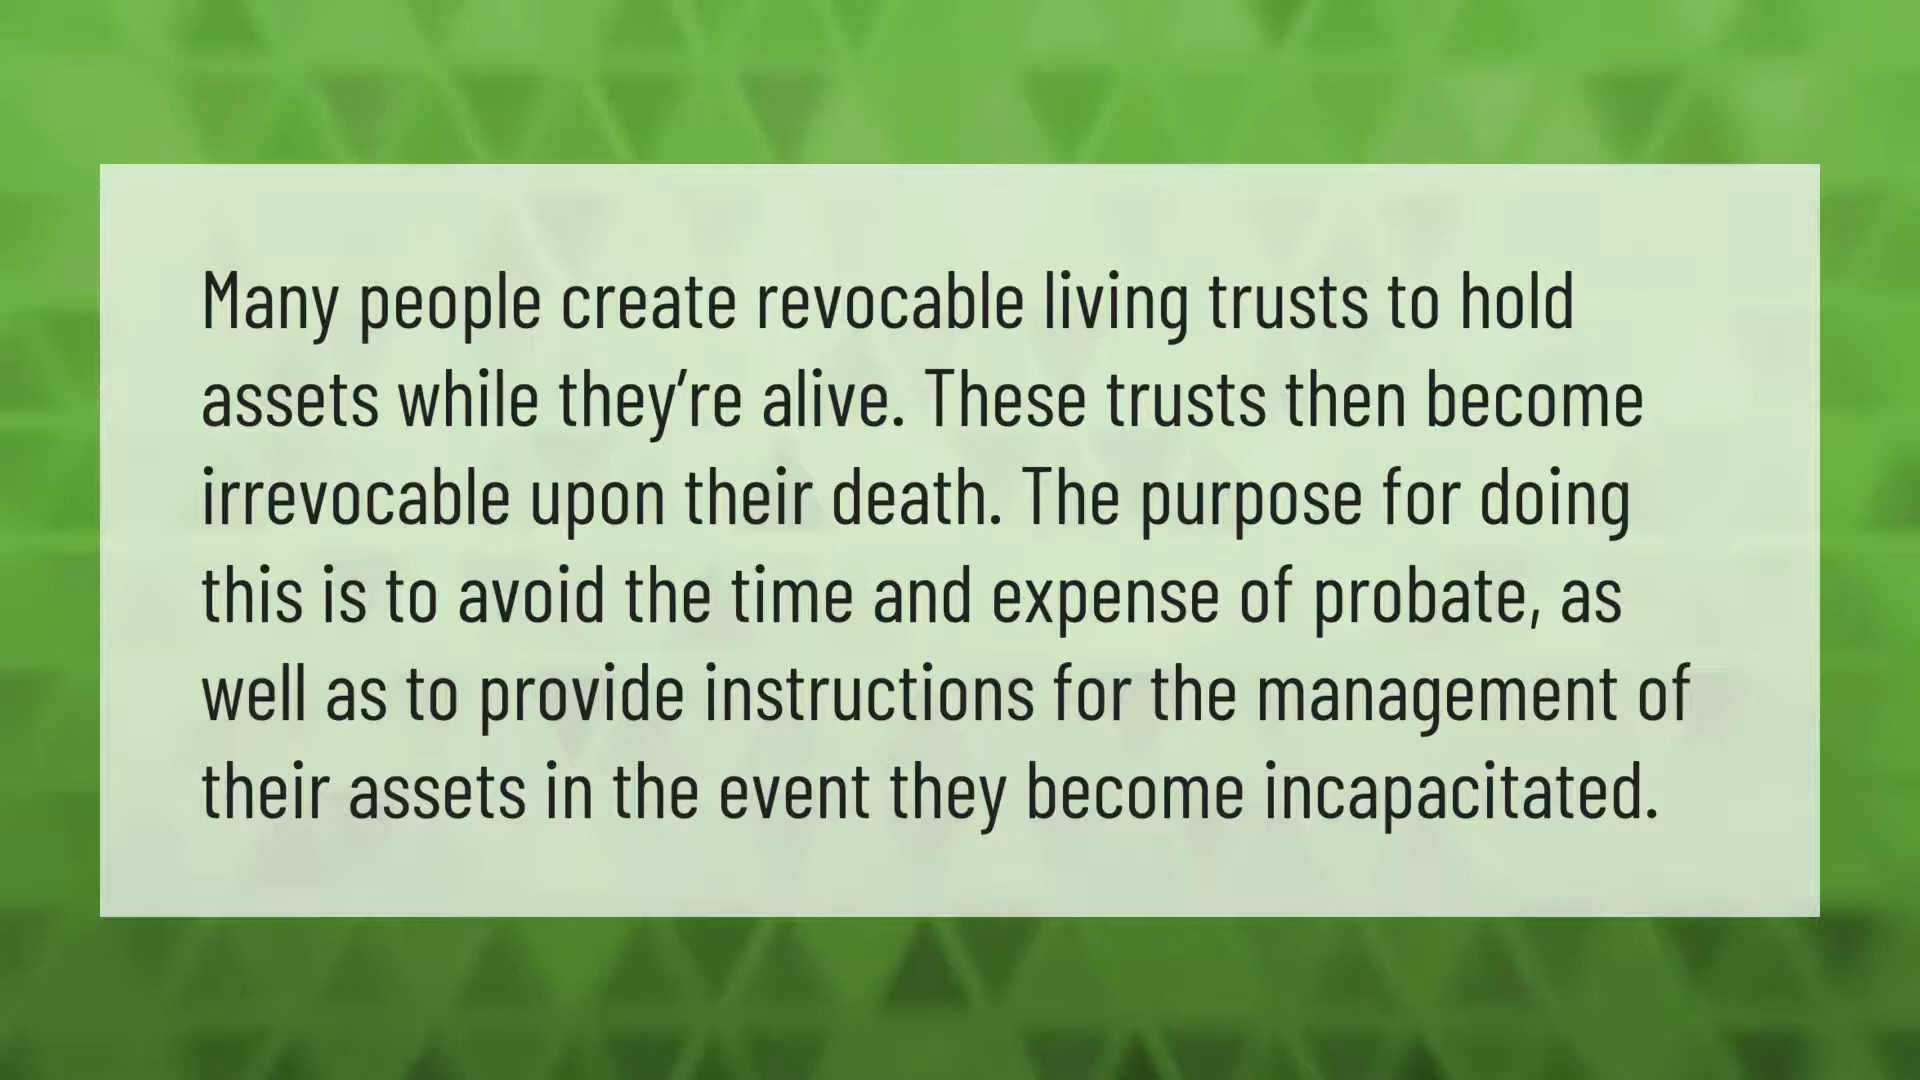 Many people create revocable living trusts to hold
assets while they’re alive. These trusts then become
irrevocable upon their death. The purpose for doing
this is to avoid the time and expense of probate, as
well as to provide instructions for the management of
their assets in the event they become incapacitated.